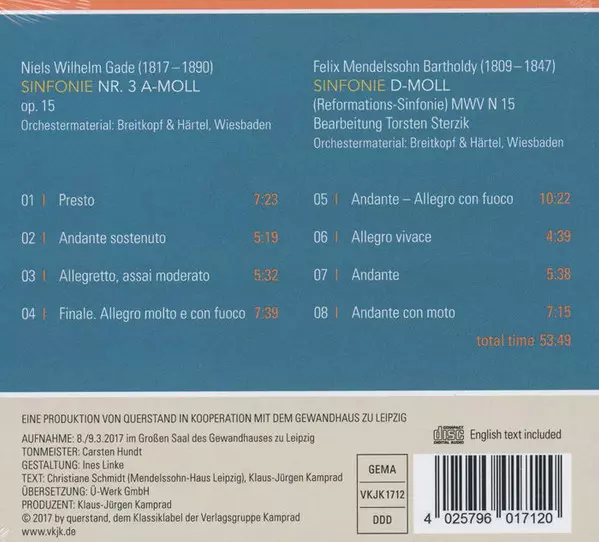 Niels Wilhelm Gade (1817–1890)
SINFONIE NR. 3 A-MOLL
op. 15
Orchestermaterial: Breitkopf & Härtel, Wiesbaden
01 | Presto 7:23
02 | Andante sostenuto 5:19
03 | Allegretto, assai moderato 5:32
04 | Finale. Allegro molto e con fuoco 7:39
Felix Mendelssohn Bartholdy (1809–1847)
SINFONIE D-MOLL
(Reformations-Sinfonie) MWV N 15
Bearbeitung Torsten Sterzik
Orchestermaterial: Breitkopf & Härtel, Wiesbaden
05 | Andante – Allegro con fuoco 10:22
06 | Allegro vivace 4:39
07 | Andante 5:38
08 | Andante con moto 7:15
total time 53:49
EINE PRODUKTION VON QUERSTAND IN KOOPERATION MIT DEM GEWANDHAUS ZU LEIPZIG
AUFNAHME: 8./9.3.2017 im Großen Saal des Gewandhauses zu Leipzig
TONMEISTER: Carsten Hundt
GESTALTUNG: Ines Linke
TEXT: Christiane Schmidt (Mendelssohn-Haus Leipzig), Klaus-Jürgen Kamprad
ÜBERSETZUNG: Ü-Werk GmbH
PRODUZENT: Klaus-Jürgen Kamprad
© 2017 by querstand, dem Klassiklabel der Verlagsgruppe Kamprad
www.vkjk.de
COMPACT
disc
DIGITAL AUDIO
English text included
GEMA
VKJK1712
DDD
4 025796 017120